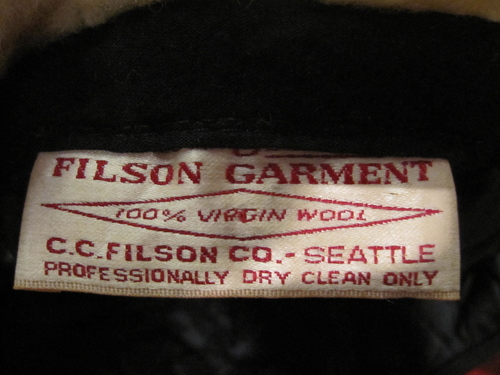 FILSON GARMENT
100% VIRGIN WOOL
C.C. FILSON CO.- SEATTLE
PROFESSIONALLY DRY CLEAN ONLY